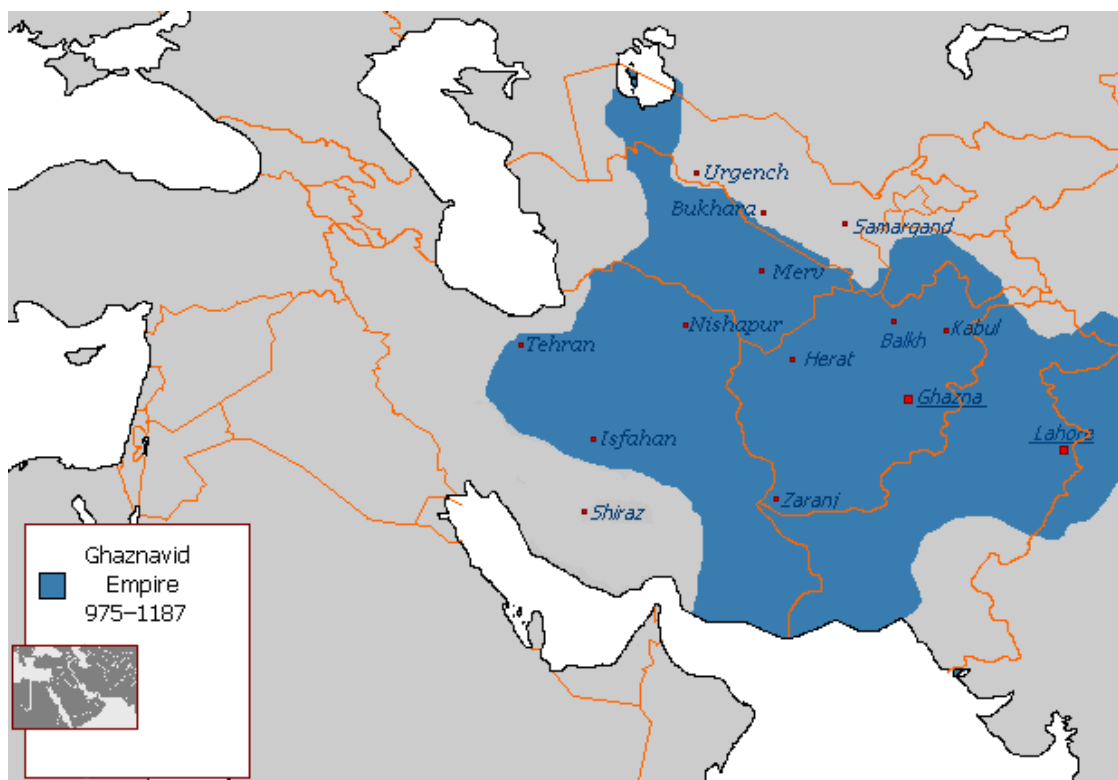 Urgench
Bukhara
Samarqand
Merv
Nishapur
Tehran
Balkh
Kabul
Herat
Ghazna
Isfahan
Lahore
Zaranj
Shiraz
Ghaznavid
Empire
975-1187